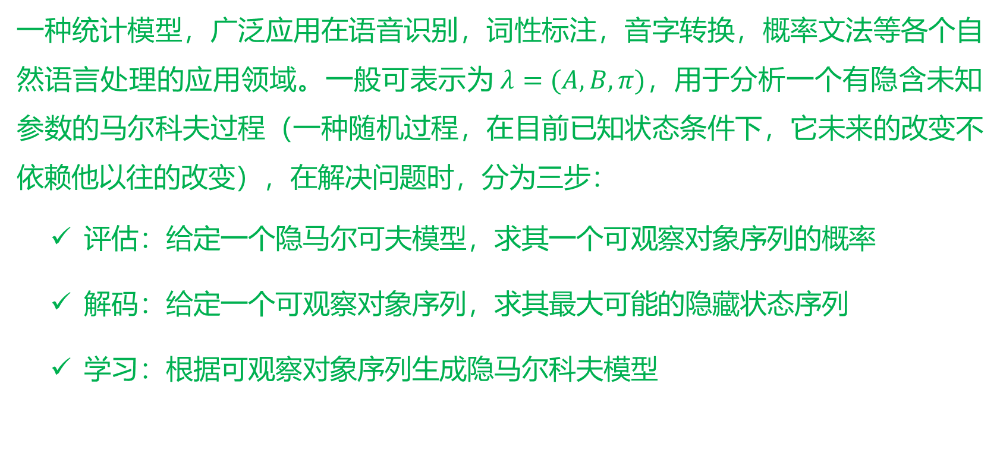 一种统计模型，广泛应用在语音识别，词性标注，音字转换，概率文法等各个自
然语言处理的应用领域。一般可表示为 λ = (A, B, π)，用于分析一个有隐含未知
参数的马尔科夫过程（一种随机过程，在目前已知状态条件下，它未来的改变不
依赖他以往的改变），在解决问题时，分为三步：
✓ 评估：给定一个隐马尔可夫模型，求其一个可观察对象序列的概率
✓ 解码：给定一个可观察对象序列，求其最大可能的隐藏状态序列
✓ 学习：根据可观察对象序列生成隐马尔科夫模型